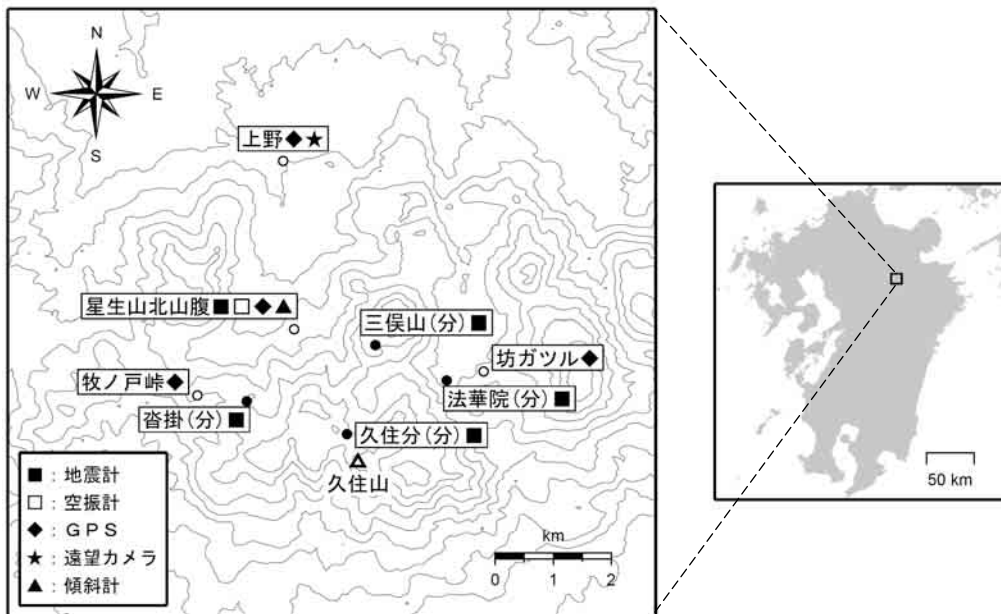 N
W
E
S
上野◆★
星生山北山腹■□◆▲
三俣山(分)■
坊ガツル◆
牧ノ戸峠◆
法華院(分)■
沓掛(分)■
久住分(分)■
久住山
■：地震計
□：空振計
◆：ＧＰＳ
★：遠望カメラ
▲：傾斜計
km
0 1 2
50 km